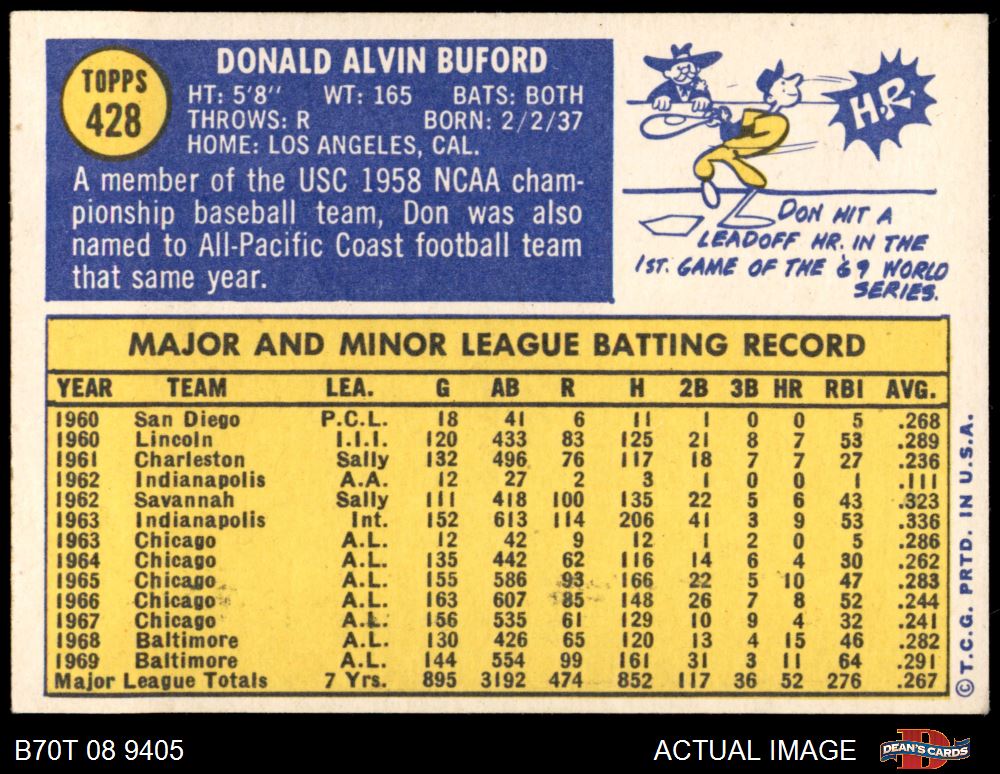 TOPPS
428
DONALD ALVIN BUFORD
HT: 5'8'' WT: 165 BATS: BOTH
THROWS: R BORN: 2/2/37
HOME: LOS ANGELES, CAL.
A member of the USC 1958 NCAA cham-
pionship baseball team, Don was also
named to All-Pacific Coast football team
that same year.
H.R.
DON HIT A
LEADOFF HR. IN THE
1ST. GAME OF THE '69 WORLD
SERIES.
MAJOR AND MINOR LEAGUE BATTING RECORD
YEAR TEAM LEA. G AB R H 2B 3B HR RBI AVG.
1960 San Diego P.C.L. 18 41 6 11 1 0 0 5 .268
1960 Lincoln I.I.I. 120 433 83 125 21 8 7 53 .289
1961 Charleston Sally 132 496 76 117 18 7 7 27 .236
1962 Indianapolis A.A. 12 27 2 3 1 0 0 1 .111
1962 Savannah Sally 111 418 100 135 22 5 6 43 .323
1963 Indianapolis Int. 152 613 114 206 41 3 9 53 .336
1963 Chicago A.L. 12 42 9 12 1 2 0 5 .286
1964 Chicago A.L. 135 442 62 116 14 6 4 30 .262
1965 Chicago A.L. 155 586 93 166 22 5 10 47 .283
1966 Chicago A.L. 163 607 85 148 26 7 8 52 .244
1967 Chicago A.L. 156 535 61 129 10 9 4 32 .241
1968 Baltimore A.L. 130 426 65 120 13 4 15 46 .282
1969 Baltimore A.L. 144 554 99 161 31 3 11 64 .291
Major League Totals 7 Yrs. 895 3192 474 852 117 36 52 276 .267
© T.C.G. PRTD. IN U.S.A.
B70T 08 9405 ACTUAL IMAGE
DEAN'S CARDS